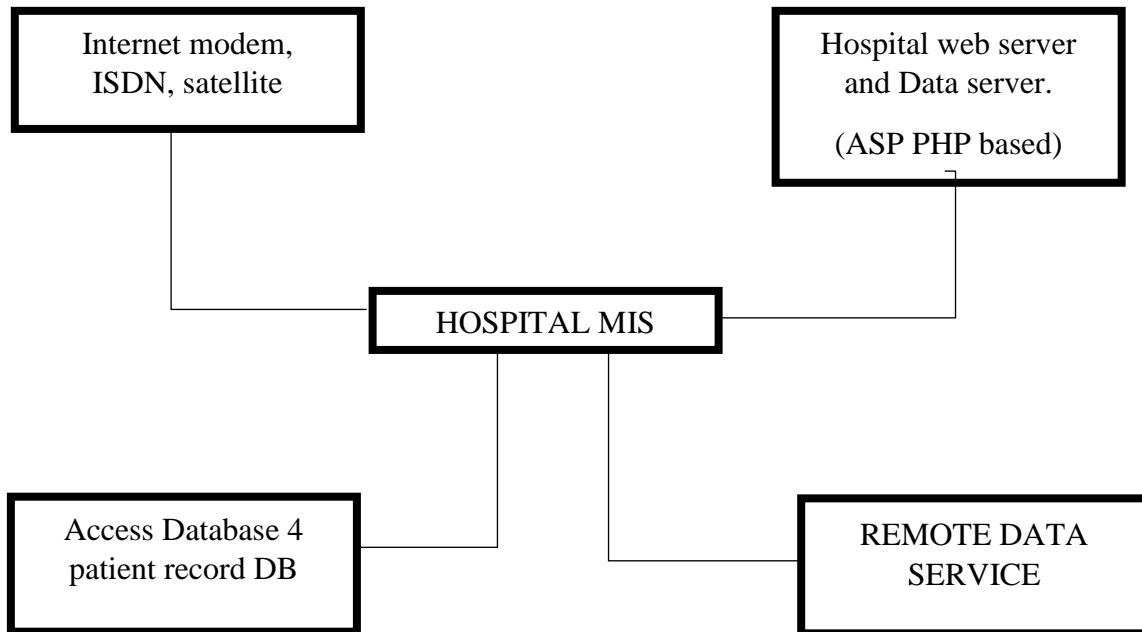 Internet modem,
ISDN, satellite
Hospital web server
and Data server.
(ASP PHP based)
HOSPITAL MIS
Access Database 4
patient record DB
REMOTE DATA
SERVICE